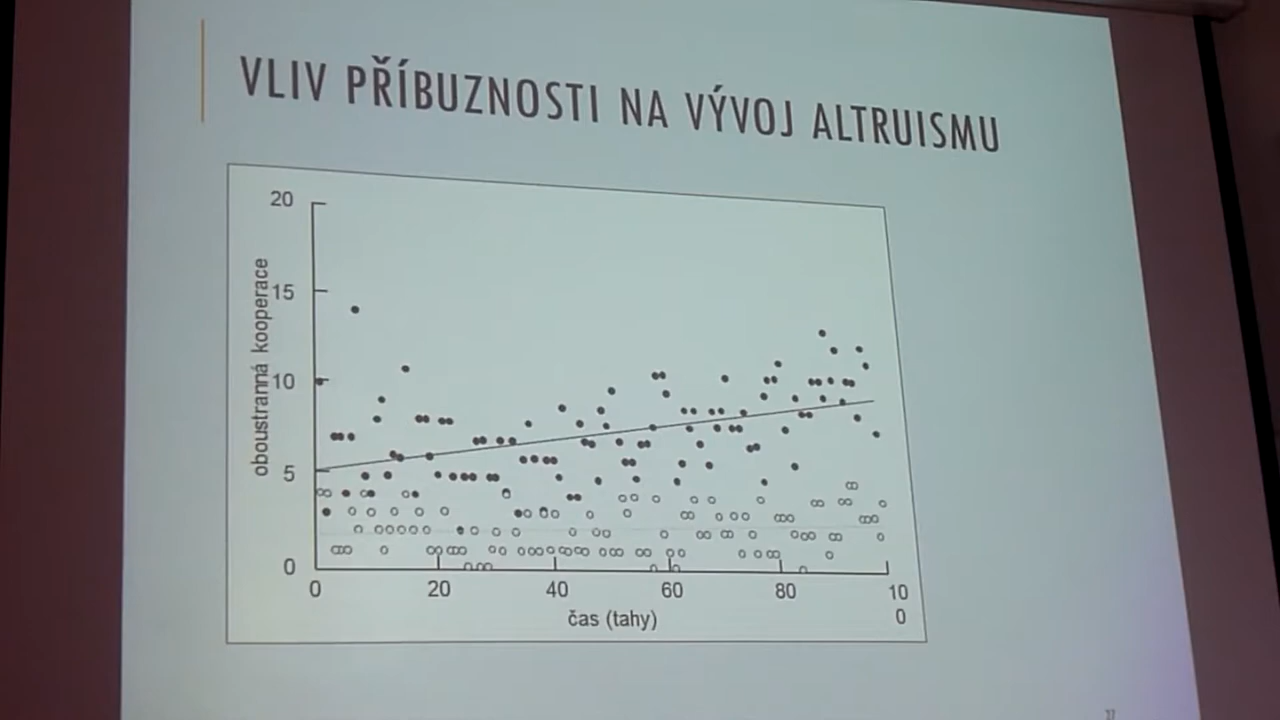 VLIV PŘÍBUZNOSTI NA VÝVOJ ALTRUISMU
20
15
10
5
0
oboustranná kooperace
0 20 40 60 80 10
0
čas (tahy)